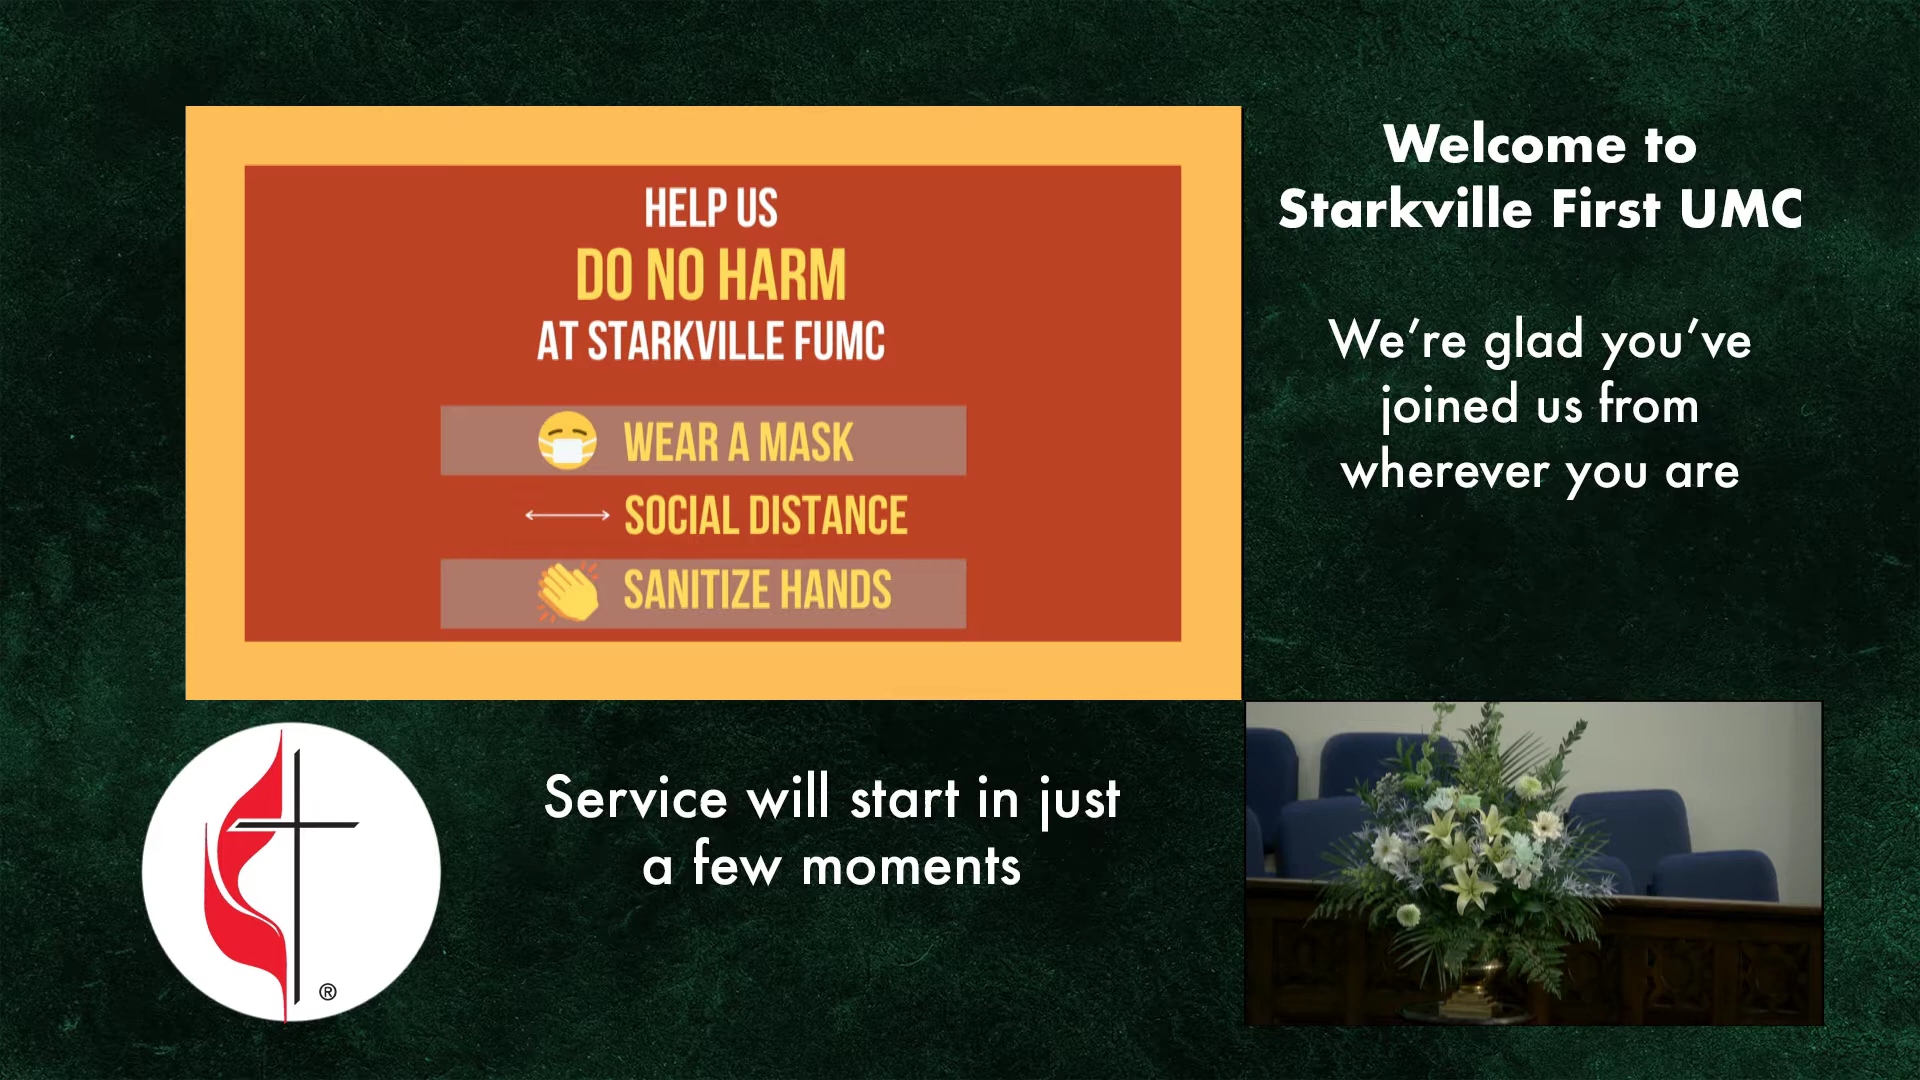 HELP US
DO NO HARM
AT STARKVILLE FUMC
WEAR A MASK
SOCIAL DISTANCE
SANITIZE HANDS
Welcome to
Starkville First UMC
We’re glad you’ve
joined us from
wherever you are
Service will start in just
a few moments
®